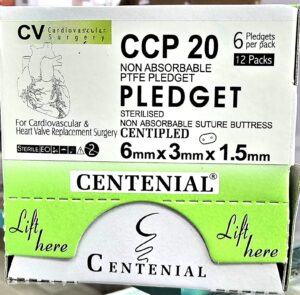 CV Cardiovascular Surgery
CCP 20
6 Pledgets per pack
12 Packs
NON ABSORBABLE
PTFE PLEDGET
PLEDGET
STERILISED
NON ABSORBABLE SUTURE BUTTRESS
For Cardiovascular &
Heart Valve Replacement Surgery
CENTIPLED
STERILE EO
6mm x 3mm x 1.5mm
CENTENIAL®
Lift here
Lift here
CENTENIAL